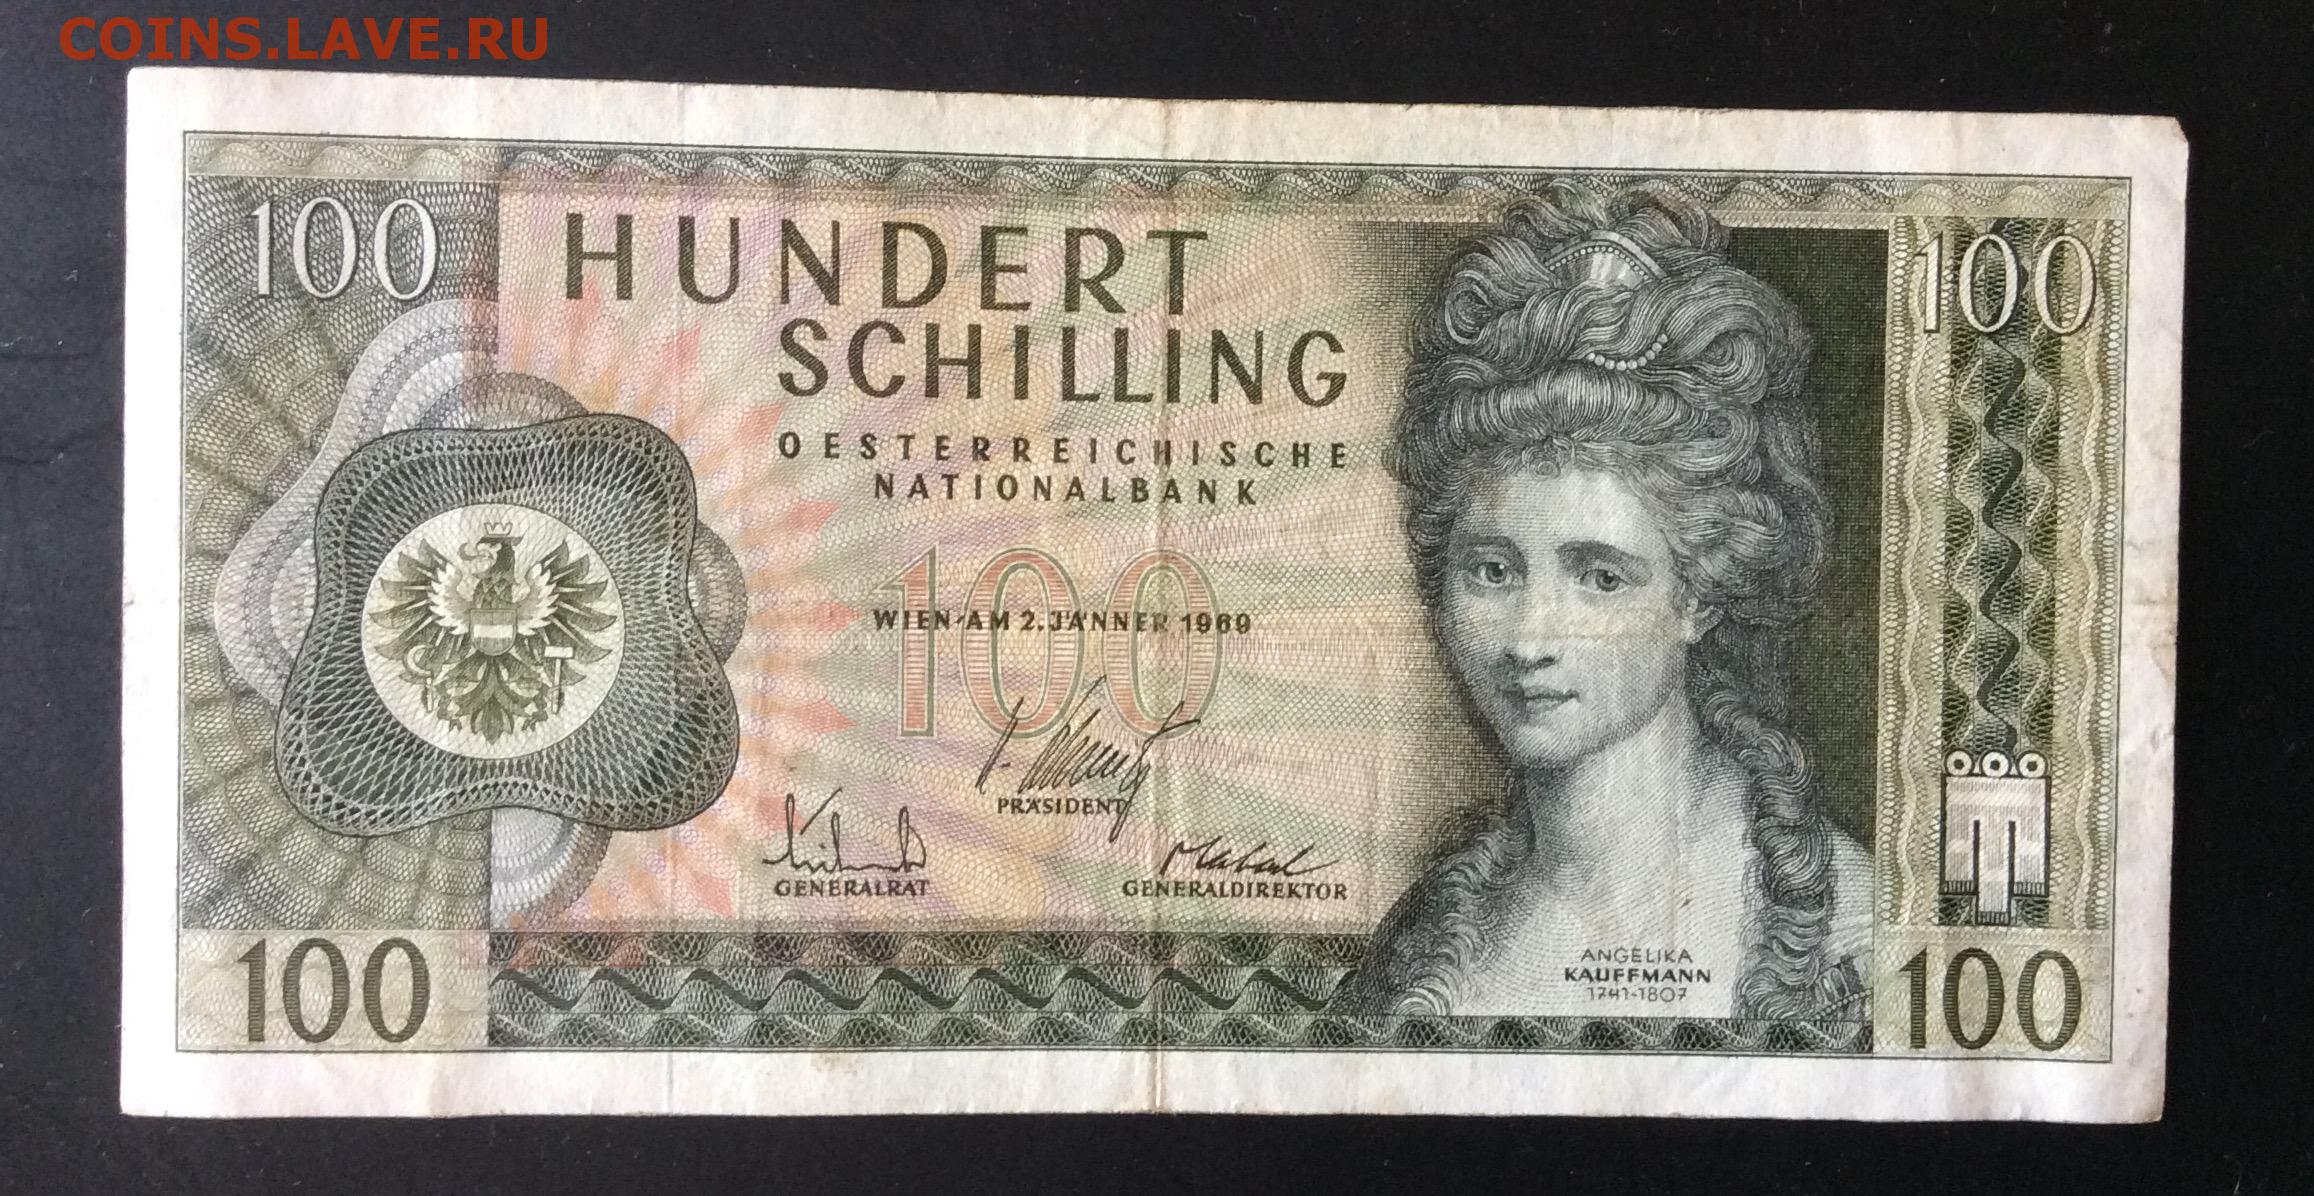 COINS.LAVE.RU
100
HUNDERT
SCHILLING
100
OESTERREICHISCHE
NATIONALBANK
100
WIEN·AM 2. JÄNNER 1969
PRÄSIDENT
GENERALRAT
GENERALDIREKTOR
ANGELIKA
KAUFFMANN
1741-1807
100
100